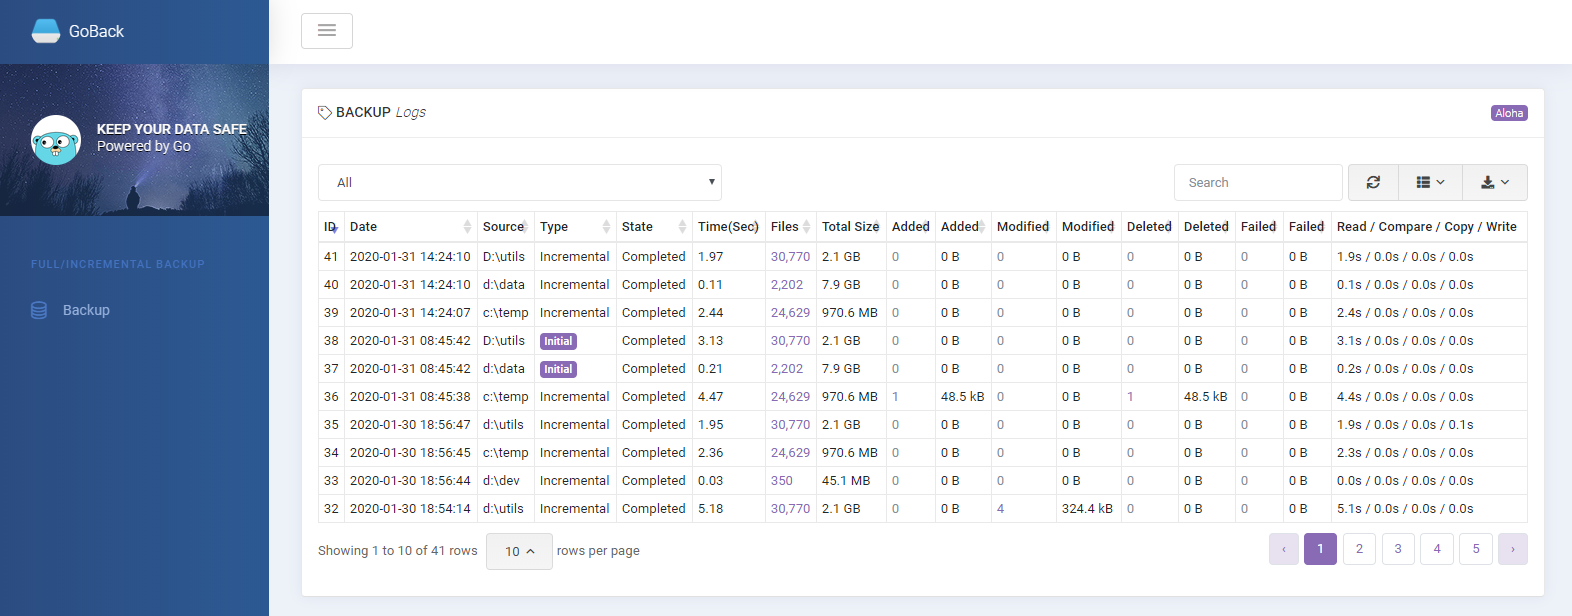 GoBack
KEEP YOUR DATA SAFE
Powered by Go
FULL/INCREMENTAL BACKUP
Backup
BACKUP Logs
Aloha
All
Search
ID Date Source Type State Time(Sec) Files Total Size Added Added Modified Modified Deleted Deleted Failed Failed Read / Compare / Copy / Write
41 2020-01-31 14:24:10 D:\utils Incremental Completed 1.97 30,770 2.1 GB 0 0 B 0 0 B 0 0 B 0 0 B 1.9s / 0.0s / 0.0s / 0.0s
40 2020-01-31 14:24:10 d:\data Incremental Completed 0.11 2,202 7.9 GB 0 0 B 0 0 B 0 0 B 0 0 B 0.1s / 0.0s / 0.0s / 0.0s
39 2020-01-31 14:24:07 c:\temp Incremental Completed 2.44 24,629 970.6 MB 0 0 B 0 0 B 0 0 B 0 0 B 2.4s / 0.0s / 0.0s / 0.0s
38 2020-01-31 08:45:42 D:\utils Initial Completed 3.13 30,770 2.1 GB 0 0 B 0 0 B 0 0 B 0 0 B 3.1s / 0.0s / 0.0s / 0.0s
37 2020-01-31 08:45:42 d:\data Initial Completed 0.21 2,202 7.9 GB 0 0 B 0 0 B 0 0 B 0 0 B 0.2s / 0.0s / 0.0s / 0.0s
36 2020-01-31 08:45:38 c:\temp Incremental Completed 4.47 24,629 970.6 MB 1 48.5 kB 0 0 B 1 48.5 kB 0 0 B 4.4s / 0.0s / 0.0s / 0.0s
35 2020-01-30 18:56:47 d:\utils Incremental Completed 1.95 30,770 2.1 GB 0 0 B 0 0 B 0 0 B 0 0 B 1.9s / 0.0s / 0.0s / 0.1s
34 2020-01-30 18:56:45 c:\temp Incremental Completed 2.36 24,629 970.6 MB 0 0 B 0 0 B 0 0 B 0 0 B 2.3s / 0.0s / 0.0s / 0.0s
33 2020-01-30 18:56:44 d:\dev Incremental Completed 0.03 350 45.1 MB 0 0 B 0 0 B 0 0 B 0 0 B 0.0s / 0.0s / 0.0s / 0.0s
32 2020-01-30 18:54:14 d:\utils Incremental Completed 5.18 30,770 2.1 GB 0 0 B 4 324.4 kB 0 0 B 0 0 B 5.1s / 0.0s / 0.0s / 0.0s
Showing 1 to 10 of 41 rows 10 rows per page
‹ 1 2 3 4 5 ›